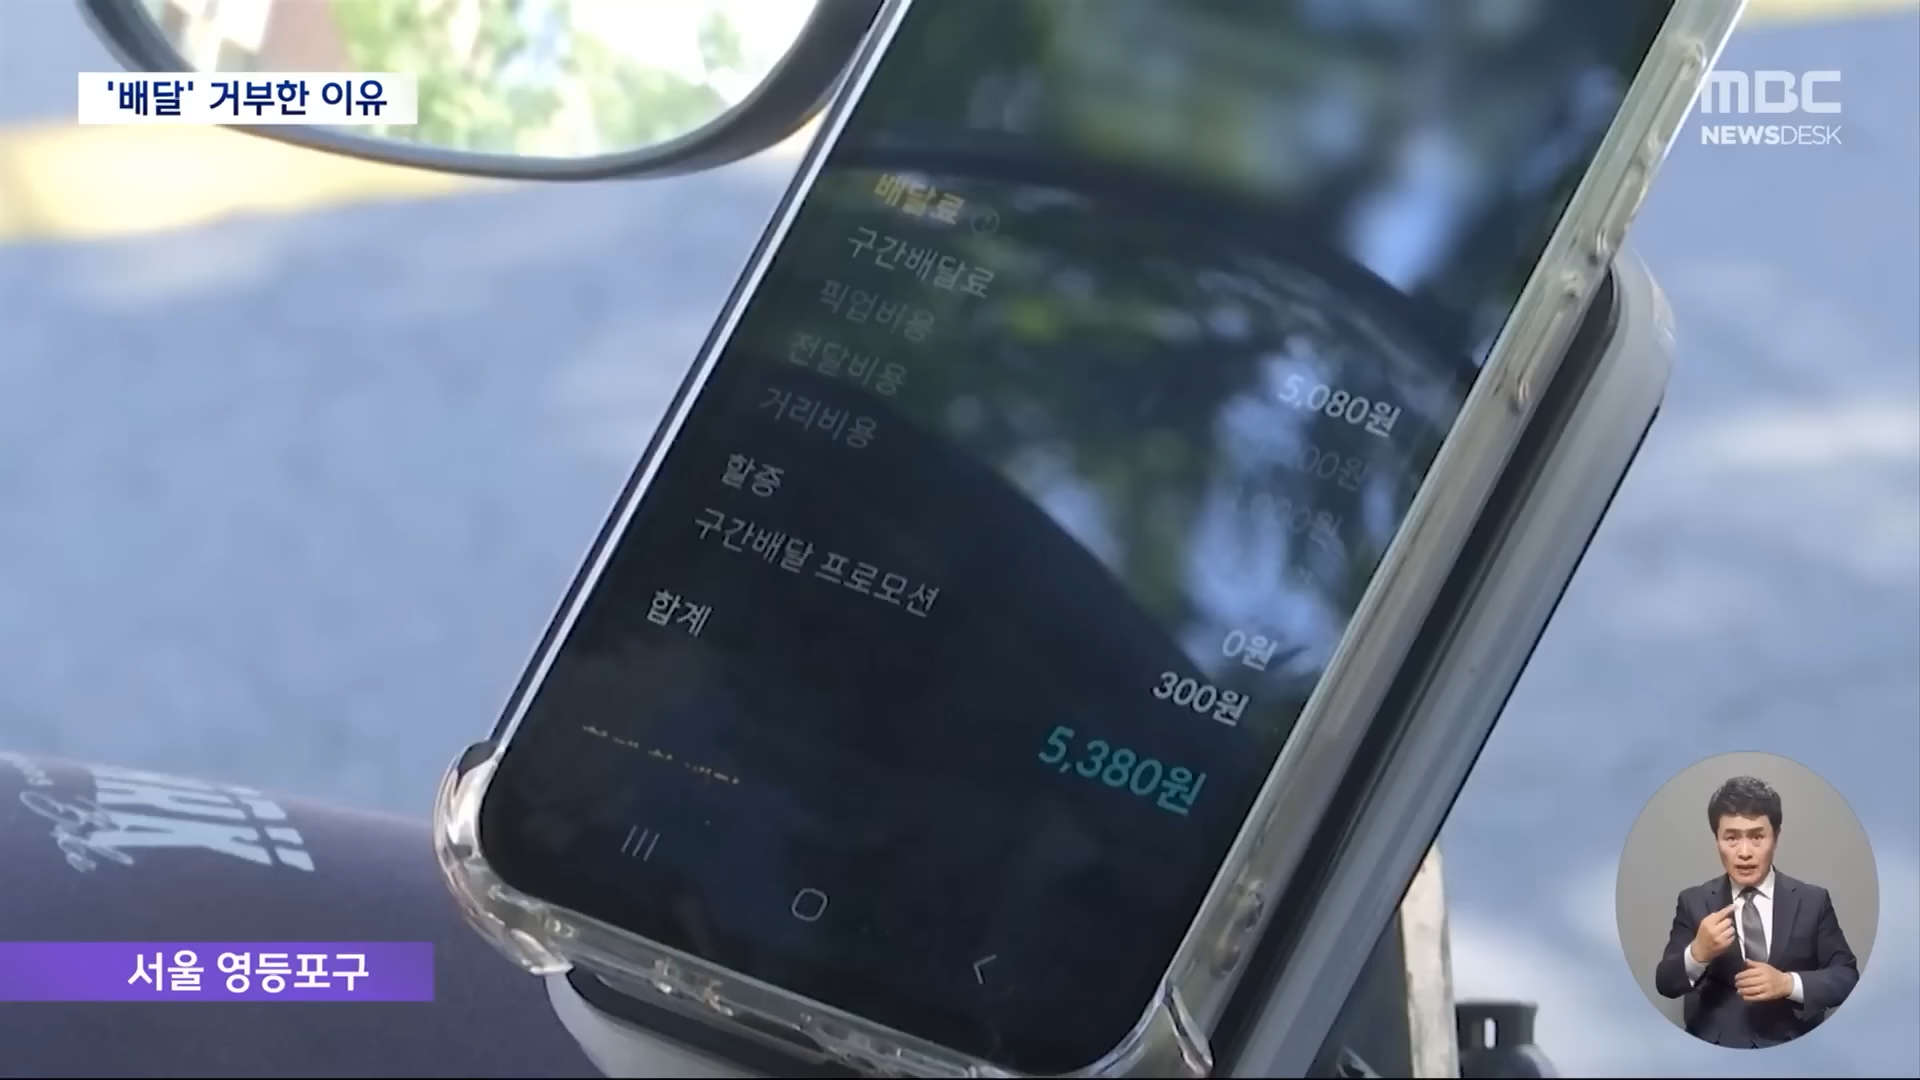 '배달' 거부한 이유
MBC
NEWSDESK
배달료
구간배달료 5,080원
픽업비용
전달비용
거리비용
할증 0원
구간배달 프로모션 300원
합계 5,380원
서울 영등포구